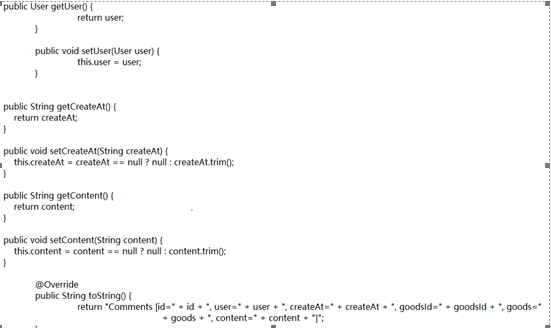 public User getUser() {
return user;
}
public void setUser(User user) {
this.user = user;
}
public String getCreateAt() {
return createAt;
}
public void setCreateAt(String createAt) {
this.createAt = createAt == null ? null : createAt.trim();
}
public String getContent() {
return content;
}
public void setContent(String content) {
this.content = content == null ? null : content.trim();
}
@Override
public String toString() {
return "Comments [id=" + id + ", user=" + user + ", createAt=" + createAt + ", goodsId=" + goodsId + ", goods="
+ goods + ", content=" + content + "]";
}